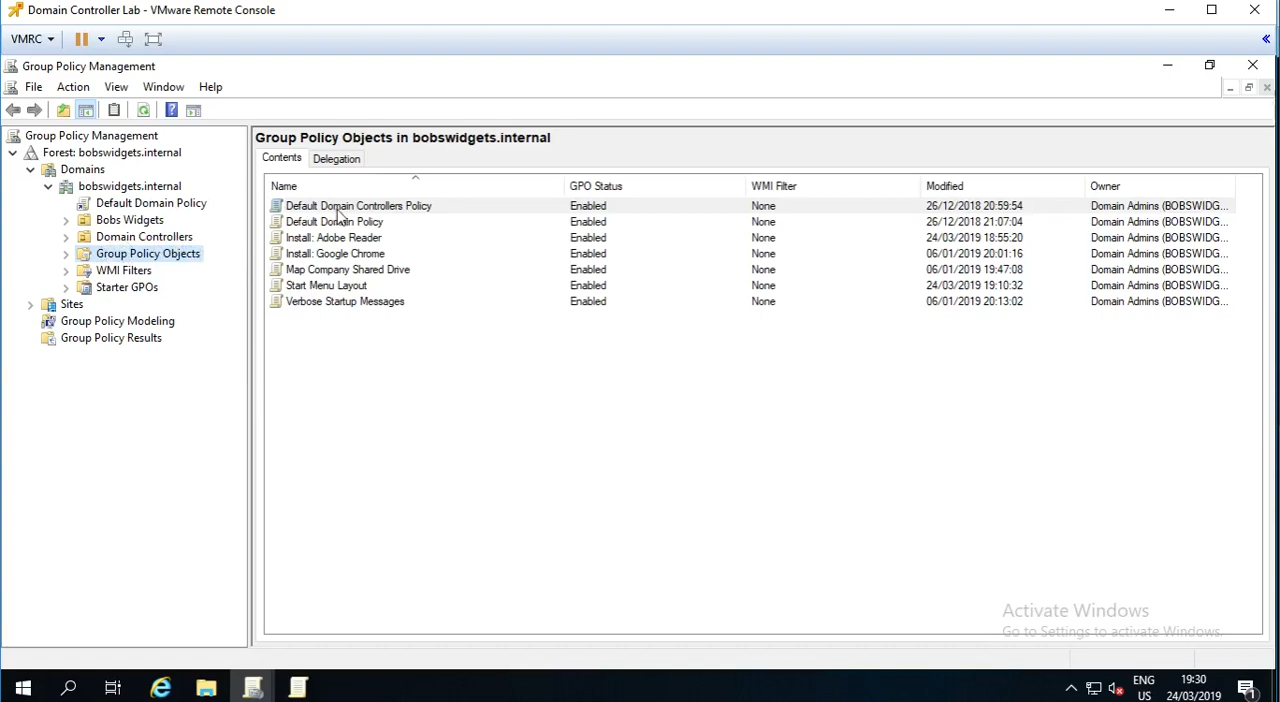 Domain Controller Lab - VMware Remote Console
VMRC
Group Policy Management
File Action View Window Help
Group Policy Management
Forest: bobswidgets.internal
Domains
bobswidgets.internal
Default Domain Policy
Bobs Widgets
Domain Controllers
Group Policy Objects
WMI Filters
Starter GPOs
Sites
Group Policy Modeling
Group Policy Results
Group Policy Objects in bobswidgets.internal
Contents Delegation
Name GPO Status WMI Filter Modified Owner
Default Domain Controllers Policy Enabled None 26/12/2018 20:59:54 Domain Admins (BOBSWIDG...
Default Domain Policy Enabled None 26/12/2018 21:07:04 Domain Admins (BOBSWIDG...
Install: Adobe Reader Enabled None 24/03/2019 18:55:20 Domain Admins (BOBSWIDG...
Install: Google Chrome Enabled None 06/01/2019 20:01:16 Domain Admins (BOBSWIDG...
Map Company Shared Drive Enabled None 06/01/2019 19:47:08 Domain Admins (BOBSWIDG...
Start Menu Layout Enabled None 24/03/2019 19:10:32 Domain Admins (BOBSWIDG...
Verbose Startup Messages Enabled None 06/01/2019 20:13:02 Domain Admins (BOBSWIDG...
Activate Windows
Go to Settings to activate Windows.
ENG
US
19:30
24/03/2019
1